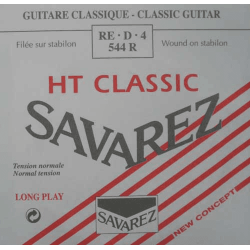 GUITARE CLASSIQUE - CLASSIC GUITAR
Filée sur stabilon
RE · D · 4
544 R
Wound on stabilon
HT CLASSIC
SAVAREZ
Tension normale
Normal tension
LONG PLAY
SAVAREZ
NEW CONCEPT